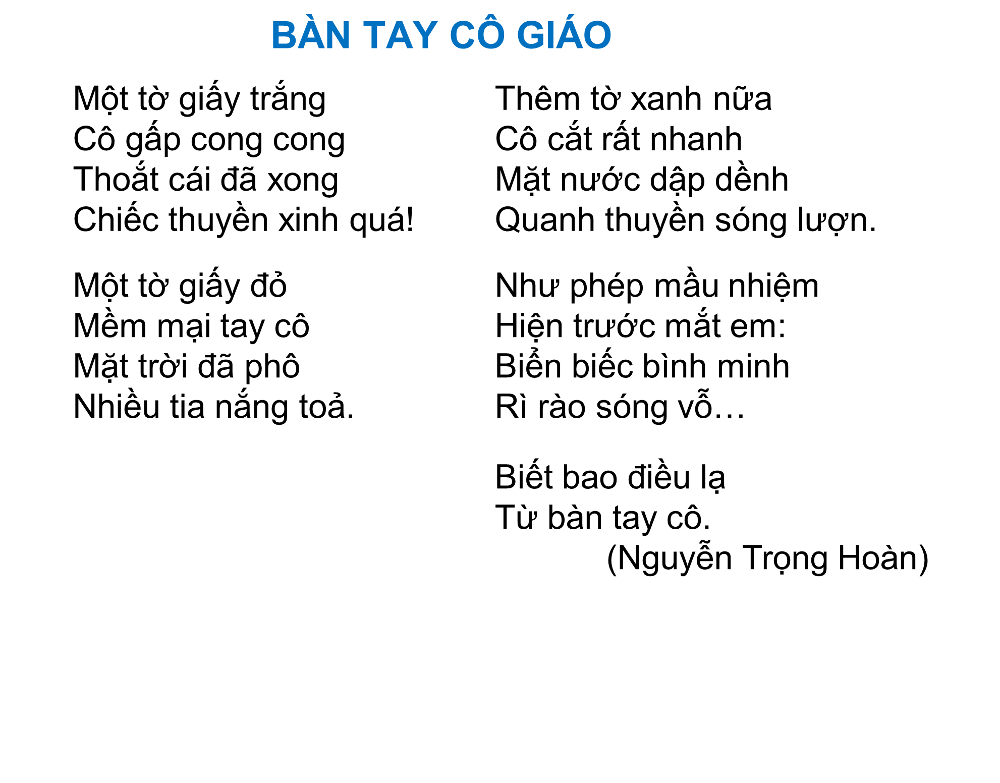 BÀN TAY CÔ GIÁO
Một tờ giấy trắng
Cô gấp cong cong
Thoắt cái đã xong
Chiếc thuyền xinh quá!
Một tờ giấy đỏ
Mềm mại tay cô
Mặt trời đã phô
Nhiều tia nắng toả.
Thêm tờ xanh nữa
Cô cắt rất nhanh
Mặt nước dập dềnh
Quanh thuyền sóng lượn.
Như phép mầu nhiệm
Hiện trước mắt em:
Biển biếc bình minh
Rì rào sóng vỗ…
Biết bao điều lạ
Từ bàn tay cô.
(Nguyễn Trọng Hoàn)